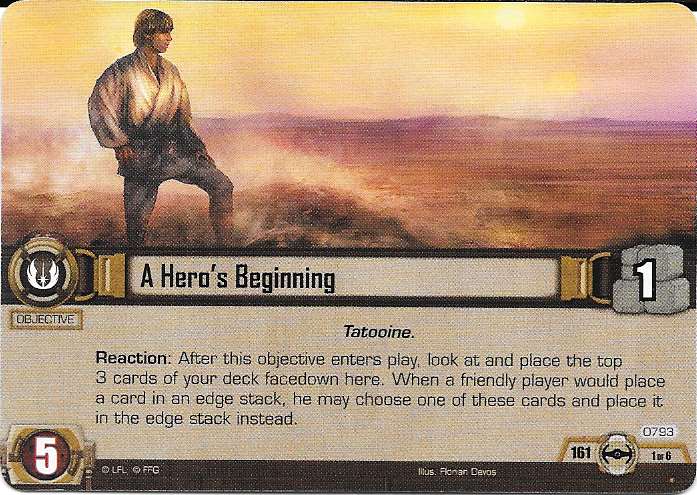 A Hero's Beginning
1
OBJECTIVE
Tatooine.
Reaction: After this objective enters play, look at and place the top
3 cards of your deck facedown here. When a friendly player would place
a card in an edge stack, he may choose one of these cards and place it
in the edge stack instead.
5
© LFL © FFG
Illus. Florian Devos
161
0793
1 of 6